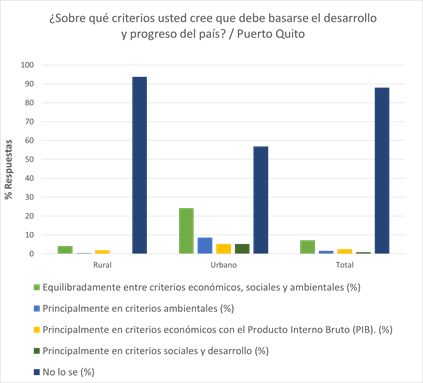 ¿Sobre qué criterios usted cree que debe basarse el desarrollo
y progreso del país? / Puerto Quito
100
90
80
70
60
50
40
30
20
10
0
% Respuestas
Rural
Urbano
Total
Equilibradamente entre criterios económicos, sociales y ambientales (%)
Principalmente en criterios ambientales (%)
Principalmente en criterios económicos con el Producto Interno Bruto (PIB). (%)
Principalmente en criterios sociales y desarrollo (%)
No lo se (%)